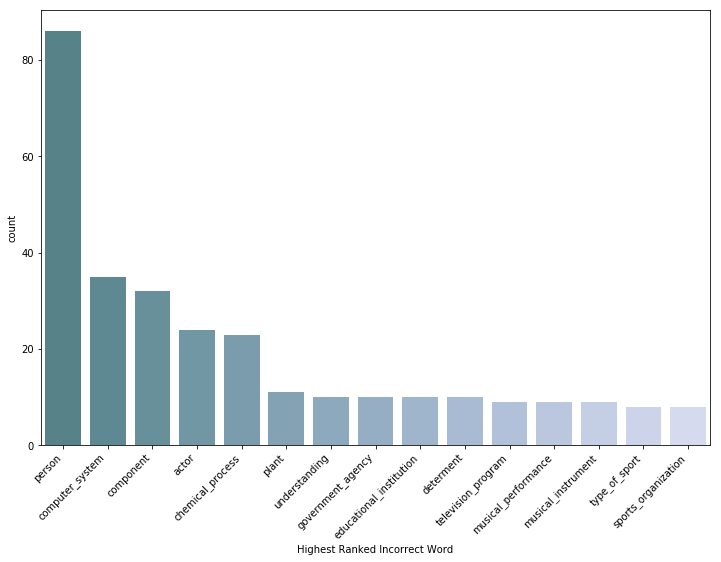 80
60
40
20
0
count
person
computer_system
component
actor
chemical_process
plant
understanding
government_agency
educational_institution
determent
television_program
musical_performance
musical_instrument
type_of_sport
sports_organization
Highest Ranked Incorrect Word